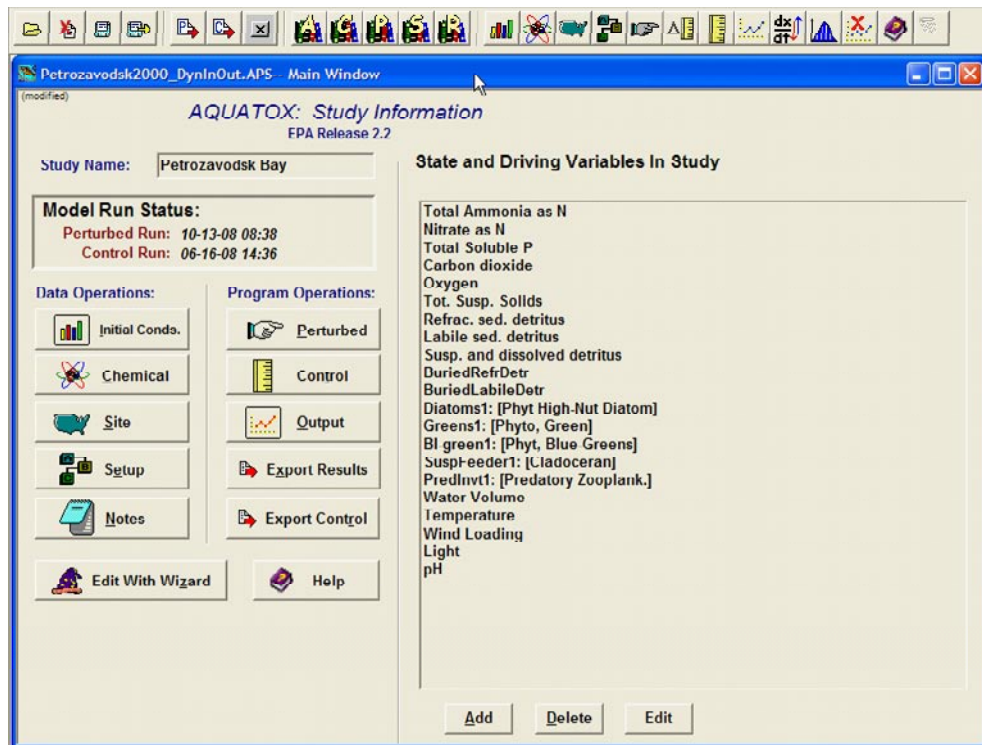 dx
dT
Petrozavodsk2000_DynInOut.APS-- Main Window
(modified)
AQUATOX: Study Information
EPA Release 2.2
Study Name: Petrozavodsk Bay
Model Run Status:
Perturbed Run: 10-13-08 08:38
Control Run: 06-16-08 14:36
Data Operations:
Initial Conds.
Chemical
Site
Setup
Notes
Program Operations:
Perturbed
Control
Output
Export Results
Export Control
Edit With Wizard
Help
State and Driving Variables In Study
Total Ammonia as N
Nitrate as N
Total Soluble P
Carbon dioxide
Oxygen
Tot. Susp. Solids
Refrac. sed. detritus
Labile sed. detritus
Susp. and dissolved detritus
BuriedRefrDetr
BuriedLabileDetr
Diatoms1: [Phyt High-Nut Diatom]
Greens1: [Phyto, Green]
Bl-green1: [Phyt, Blue-Greens]
SuspFeeder1: [Cladoceran]
PredInvt1: [Predatory Zooplank.]
Water Volume
Temperature
Wind Loading
Light
pH
Add
Delete
Edit